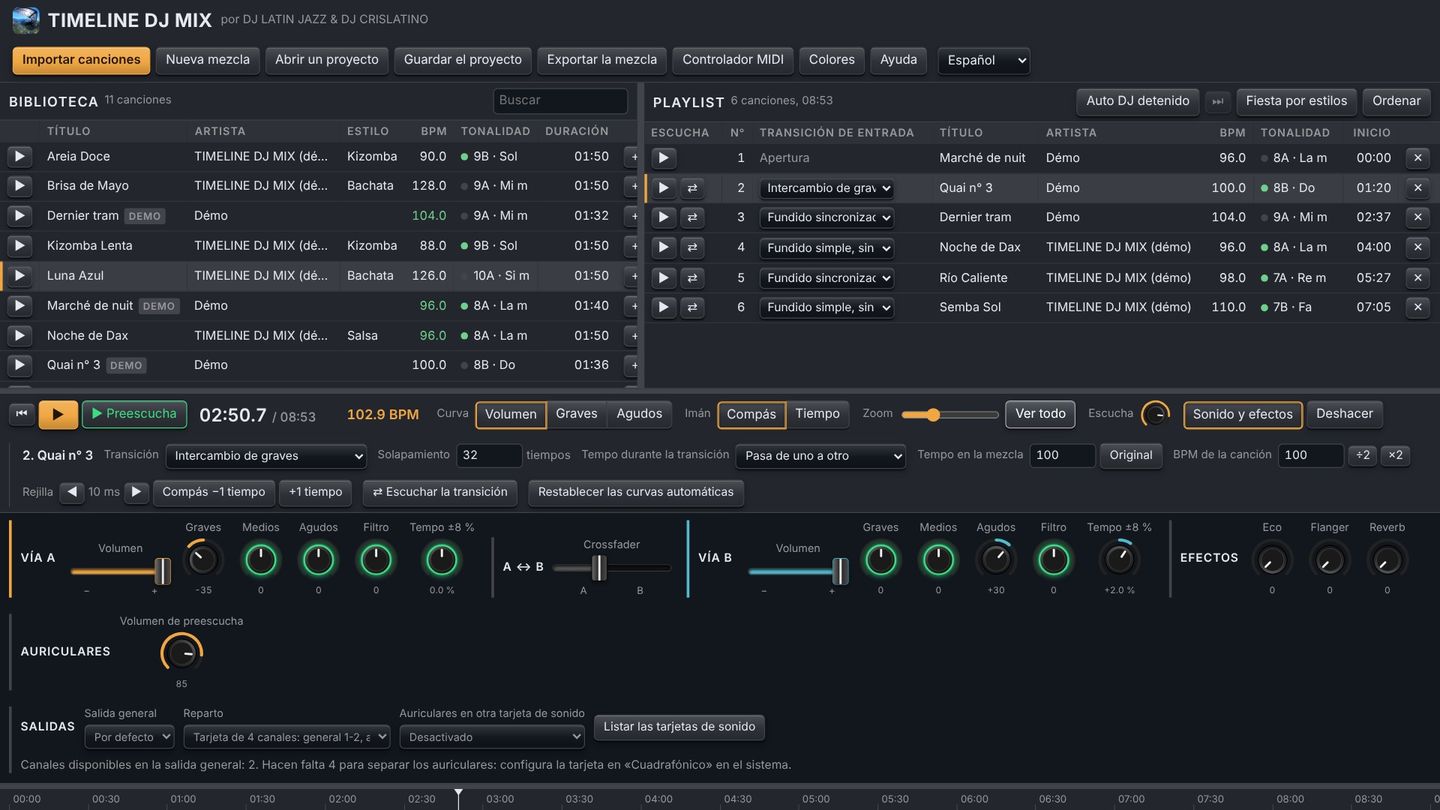 TIMELINE DJ MIX por DJ LATIN JAZZ & DJ CRISLATINO
Importar canciones Nueva mezcla Abrir un proyecto Guardar el proyecto Exportar la mezcla Controlador MIDI Colores Ayuda Español
BIBLIOTECA 11 canciones Buscar
TÍTULO ARTISTA ESTILO BPM TONALIDAD DURACIÓN
Areia Doce TIMELINE DJ MIX (dé... Kizomba 90.0 9B · Sol 01:50 +
Brisa de Mayo TIMELINE DJ MIX (dé... Bachata 128.0 9A · Mi m 01:50 +
Dernier tram DEMO Démo 104.0 9A · Mi m 01:32 +
Kizomba Lenta TIMELINE DJ MIX (dé... Kizomba 88.0 9B · Sol 01:50 +
Luna Azul TIMELINE DJ MIX (dé... Bachata 126.0 10A · Si m 01:50 +
Marché de nuit DEMO Démo 96.0 8A · La m 01:40 +
Noche de Dax TIMELINE DJ MIX (dé... Salsa 96.0 8A · La m 01:50 +
Quai n° 3 DEMO Démo 100.0 8B · Do 01:36 +
PLAYLIST 6 canciones, 08:53 Auto DJ detenido Fiesta por estilos Ordenar
ESCUCHA N° TRANSICIÓN DE ENTRADA TÍTULO ARTISTA BPM TONALIDAD INICIO
1 Apertura Marché de nuit Démo 96.0 8A · La m 00:00 ×
2 Intercambio de grav Quai n° 3 Démo 100.0 8B · Do 01:20 ×
3 Fundido sincronizac Dernier tram Démo 104.0 9A · Mi m 02:37 ×
4 Fundido simple, sin Noche de Dax TIMELINE DJ MIX (démo) 96.0 8A · La m 04:00 ×
5 Fundido sincronizac Río Caliente TIMELINE DJ MIX (démo) 98.0 7A · Re m 05:27 ×
6 Fundido simple, sin Semba Sol TIMELINE DJ MIX (démo) 110.0 7B · Fa 07:05 ×
Preescucha 02:50.7 / 08:53 102.9 BPM Curva Volumen Graves Agudos Imán Compás Tiempo Zoom Ver todo Escucha Sonido y efectos Deshacer
2. Quai n° 3 Transición Intercambio de graves Solapamiento 32 tiempos Tempo durante la transición Pasa de uno a otro Tempo en la mezcla 100 Original BPM de la canción 100 ÷2 ×2
Rejilla ◀ 10 ms ▶ Compás −1 tiempo +1 tiempo ⇄ Escuchar la transición Restablecer las curvas automáticas
VÍA A Volumen − + Graves -35 Medios 0 Agudos 0 Filtro 0 Tempo ±8 % 0.0 %
A ↔ B Crossfader A B
VÍA B Volumen − + Graves 0 Medios 0 Agudos +30 Filtro 0 Tempo ±8 % +2.0 %
EFECTOS Eco 0 Flanger 0 Reverb 0
AURICULARES Volumen de preescucha 85
SALIDAS Salida general Por defecto Reparto Tarjeta de 4 canales: general 1-2, a Auriculares en otra tarjeta de sonido Desactivado Listar las tarjetas de sonido
Canales disponibles en la salida general: 2. Hacen falta 4 para separar los auriculares: configura la tarjeta en «Cuadrafónico» en el sistema.
00:00 00:30 01:00 01:30 02:00 02:30 03:00 03:30 04:00 04:30 05:00 05:30 06:00 06:30 07:00 07:30 08:00 08:30